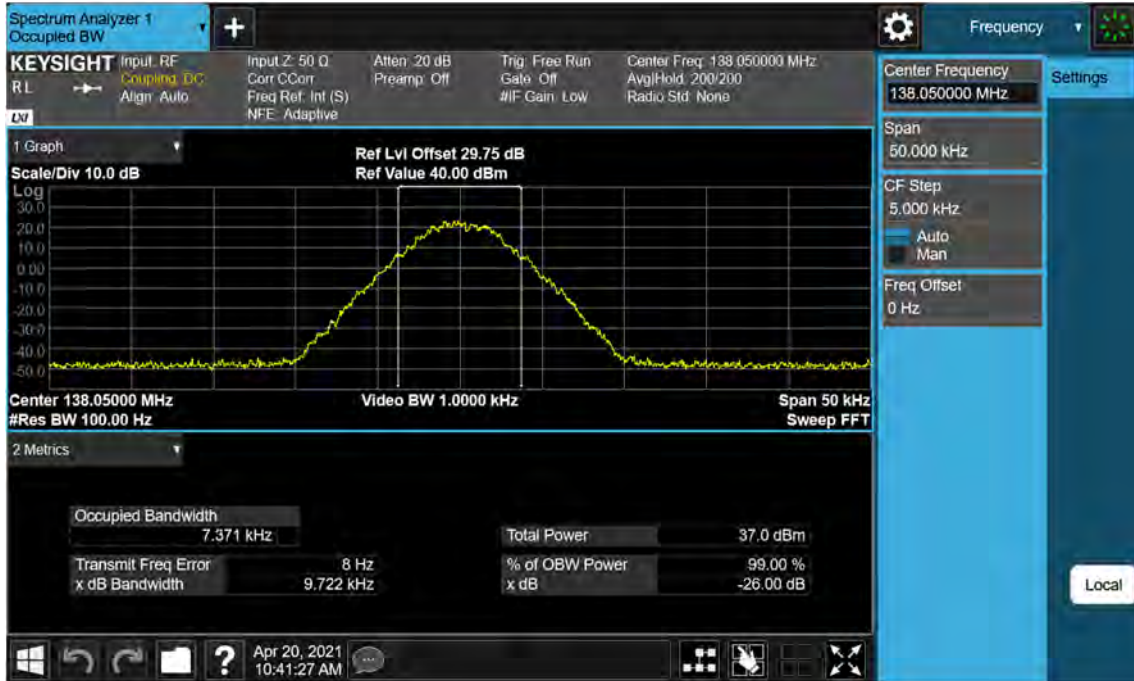 Spectrum Analyzer 1
Occupied BW
Frequency
KEYSIGHT
RL
LXI
Input: RF
Coupling: DC
Align: Auto
Input Z: 50 Ω
Corr CCorr
Freq Ref: Int (S)
NFE: Adaptive
Atten: 20 dB
Preamp: Off
Trig: Free Run
Gate: Off
#IF Gain: Low
Center Freq: 138.050000 MHz
Avg|Hold: 200/200
Radio Std: None
1 Graph
Scale/Div 10.0 dB
Ref Lvl Offset 29.75 dB
Ref Value 40.00 dBm
Log
30.0
20.0
10.0
0.00
-10.0
-20.0
-30.0
-40.0
-50.0
Center 138.05000 MHz
#Res BW 100.00 Hz
Video BW 1.0000 kHz
Span 50 kHz
Sweep FFT
2 Metrics
Occupied Bandwidth
7.371 kHz
Total Power 37.0 dBm
Transmit Freq Error 8 Hz
% of OBW Power 99.00 %
x dB Bandwidth 9.722 kHz
x dB -26.00 dB
Center Frequency
138.050000 MHz
Span
50.000 kHz
CF Step
5.000 kHz
Auto
Man
Freq Offset
0 Hz
Settings
Local
?
Apr 20, 2021
10:41:27 AM